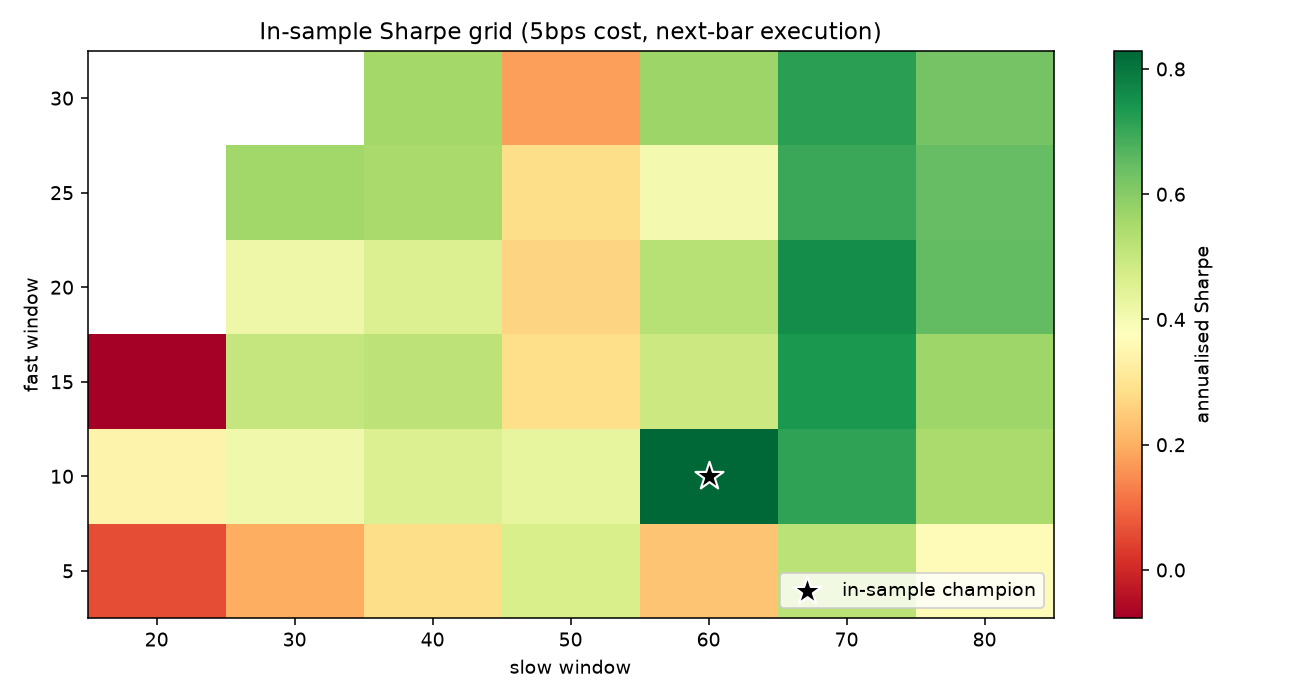 In-sample Sharpe grid (5bps cost, next-bar execution)
30
25
20
15
10
5
fast window
20 30 40 50 60 70 80
slow window
in-sample champion
0.8
0.6
0.4
0.2
0.0
annualised Sharpe